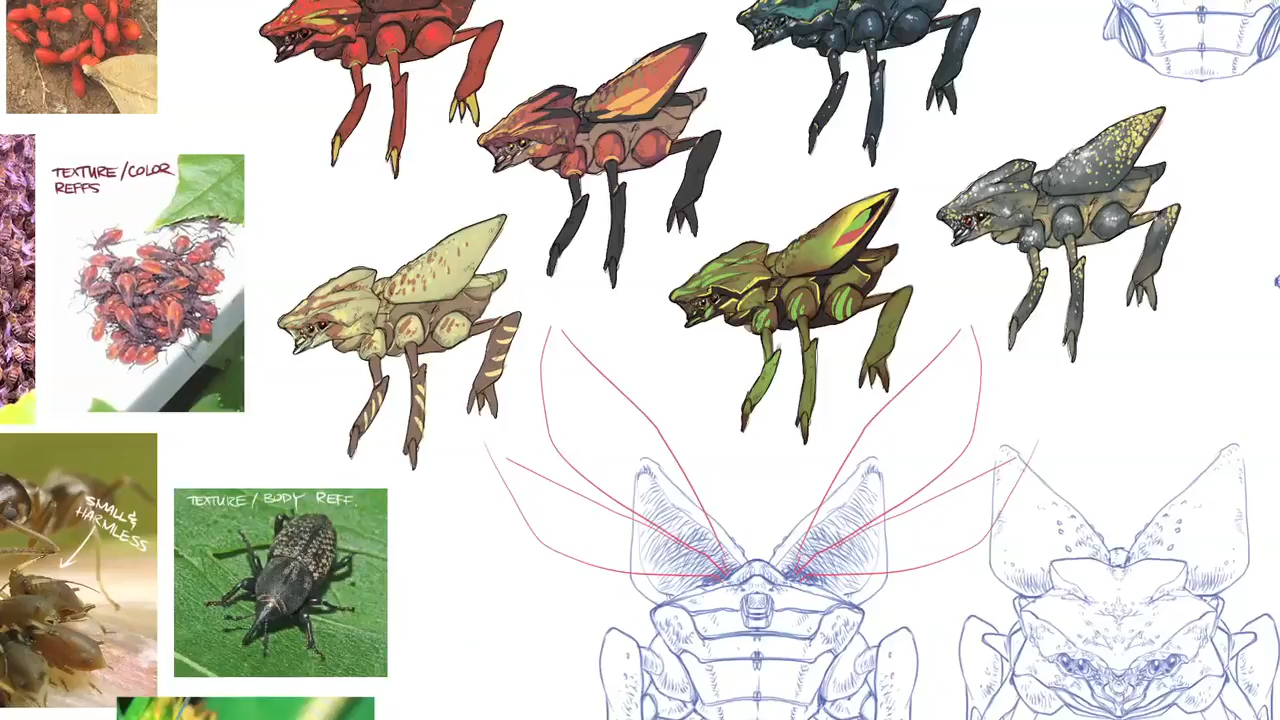 TEXTURE/COLOR
REFFS
SMALL &
HARMLESS
TEXTURE/BODY REFF.